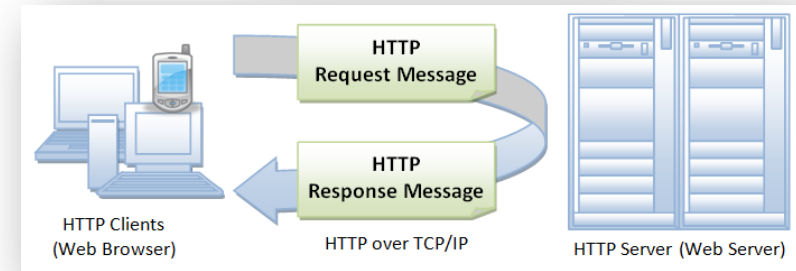 HTTP
Request Message
HTTP
Response Message
HTTP Clients
(Web Browser)
HTTP over TCP/IP
HTTP Server (Web Server)